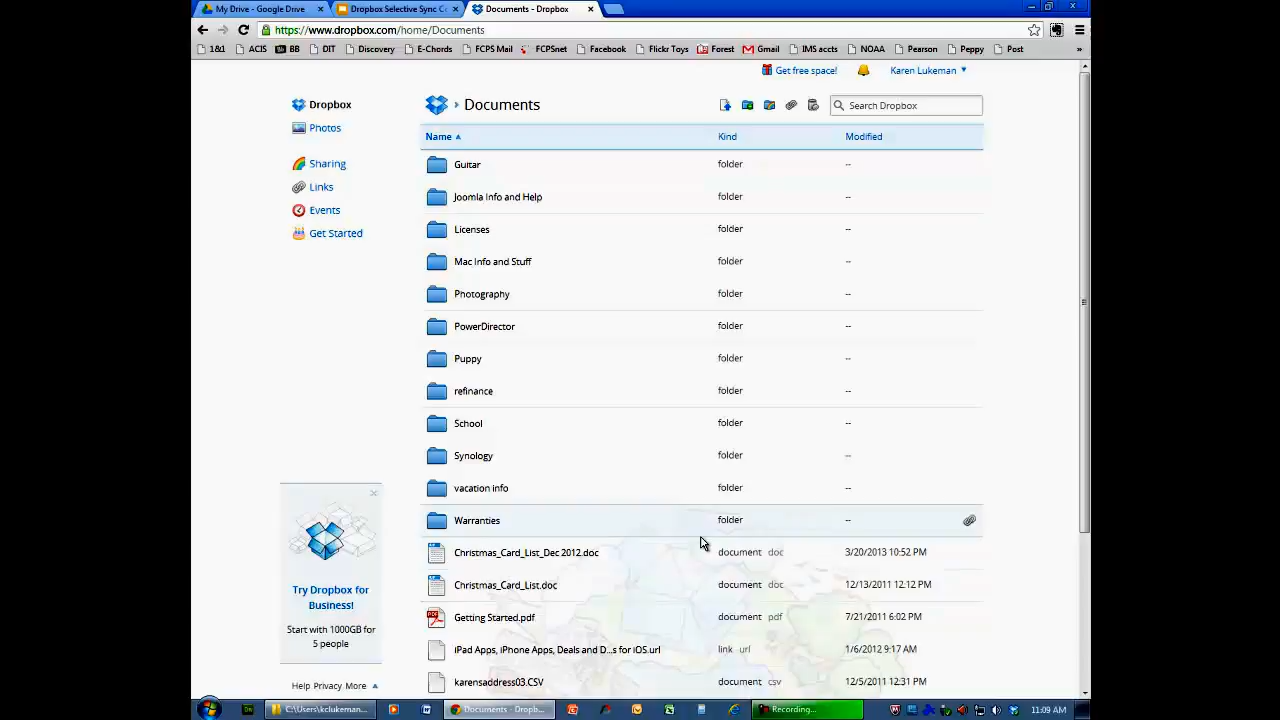 My Drive - Google Drive
Dropbox Selective Sync C
Documents - Dropbox
https://www.dropbox.com/home/Documents
1&1 ACIS BB DIT Discovery E-Chords FCPS Mail FCPSnet Facebook Flickr Toys Forest Gmail IMS accts NOAA Pearson Peppy Post »
Get free space!
Karen Lukeman
Dropbox
Photos
Sharing
Links
Events
Get Started
Documents
Search Dropbox
Name Kind Modified
Guitar folder --
Joomla Info and Help folder --
Licenses folder --
Mac Info and Stuff folder --
Photography folder --
PowerDirector folder --
Puppy folder --
refinance folder --
School folder --
Synology folder --
vacation info folder --
Warranties folder --
Christmas_Card_List_Dec 2012.doc document doc 3/20/2013 10:52 PM
Christmas_Card_List.doc document doc 12/13/2011 12:12 PM
Getting Started.pdf document pdf 7/21/2011 6:02 PM
iPad Apps, iPhone Apps, Deals and D...s for iOS.url link url 1/6/2012 9:17 AM
karensaddress03.CSV document csv 12/5/2011 12:31 PM
Try Dropbox for
Business!
Start with 1000GB for
5 people
Help Privacy More
C:\Users\kclukeman...
Documents - Dropb...
Recording...
11:09 AM